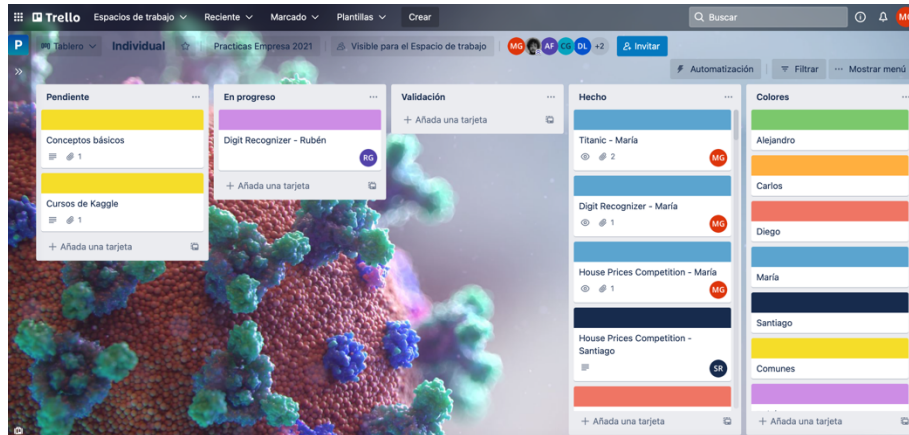 Trello
Espacios de trabajo
Reciente
Marcado
Plantillas
Crear
Buscar
MG
P
Tablero
Individual
Practicas Empresa 2021
Visible para el Espacio de trabajo
MG
AF
CG
DL
+2
Invitar
Automatización
Filtrar
Mostrar menú
Pendiente
Conceptos básicos
1
Cursos de Kaggle
1
+ Añada una tarjeta
En progreso
Digit Recognizer - Rubén
RG
+ Añada una tarjeta
Validación
+ Añada una tarjeta
Hecho
Titanic - María
2
MG
Digit Recognizer - María
1
MG
House Prices Competition - María
1
MG
House Prices Competition -
Santiago
SR
+ Añada una tarjeta
Colores
Alejandro
Carlos
Diego
María
Santiago
Comunes
+ Añada una tarjeta